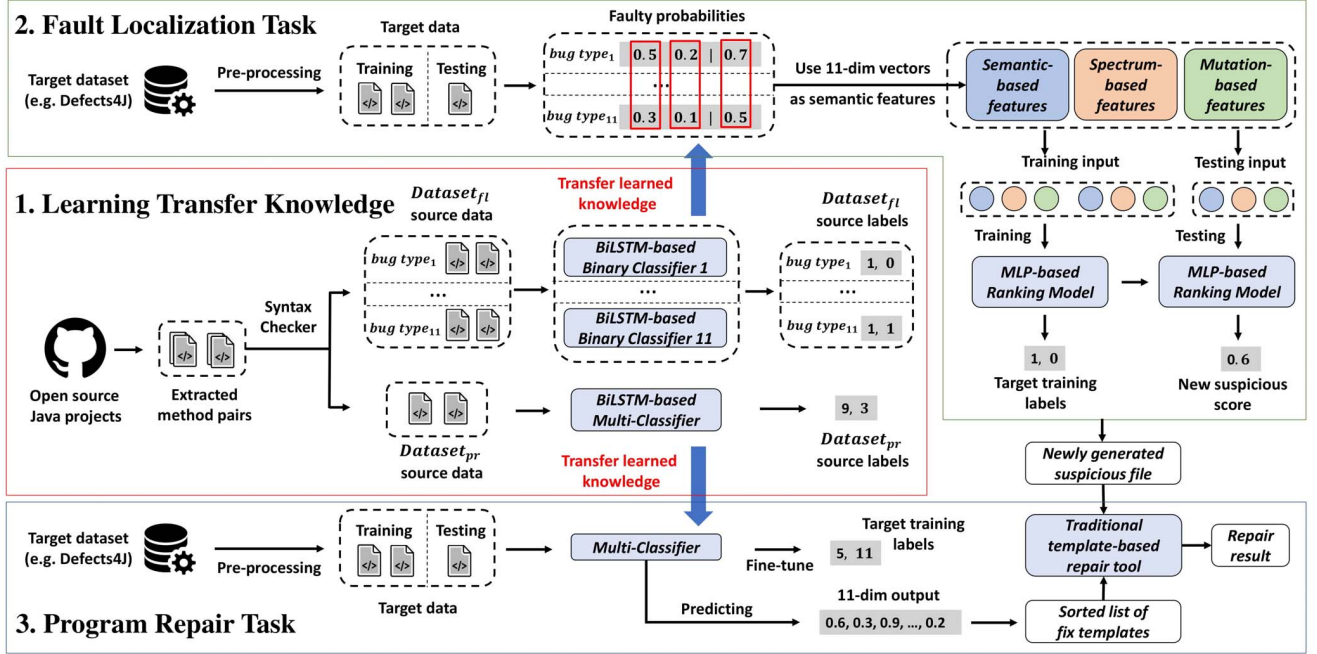 2. Fault Localization Task
Target dataset
(e.g. Defects4J)
Pre-processing
Target data
Training
Testing
</>
</>
</>
Faulty probabilities
bug type₁ 0.5 0.2 | 0.7
...
bug type₁₁ 0.3 0.1 | 0.5
Use 11-dim vectors
as semantic features
Semantic-
based
features
Spectrum-
based
features
Mutation-
based
features
Training input
Testing input
Training
Testing
MLP-based
Ranking Model
MLP-based
Ranking Model
1, 0
Target training
labels
0.6
New suspicious
score
1. Learning Transfer Knowledge
Transfer learned
knowledge
Open source
Java projects
</>
</>
Extracted
method pairs
Syntax
Checker
Dataset_fl
source data
bug type₁
</>
</>
...
bug type₁₁
</>
</>
BiLSTM-based
Binary Classifier 1
...
BiLSTM-based
Binary Classifier 11
Dataset_fl
source labels
bug type₁ 1, 0
...
bug type₁₁ 1, 1
</>
</>
Dataset_pr
source data
BiLSTM-based
Multi-Classifier
9, 3
Dataset_pr
source labels
Transfer learned
knowledge
Newly generated
suspicious file
3. Program Repair Task
Target dataset
(e.g. Defects4J)
Pre-processing
Training
Testing
</>
</>
</>
Target data
Multi-Classifier
Fine-tune
Target training
labels
5, 11
Predicting
11-dim output
0.6, 0.3, 0.9, ..., 0.2
Sorted list of
fix templates
Traditional
template-based
repair tool
Repair
result